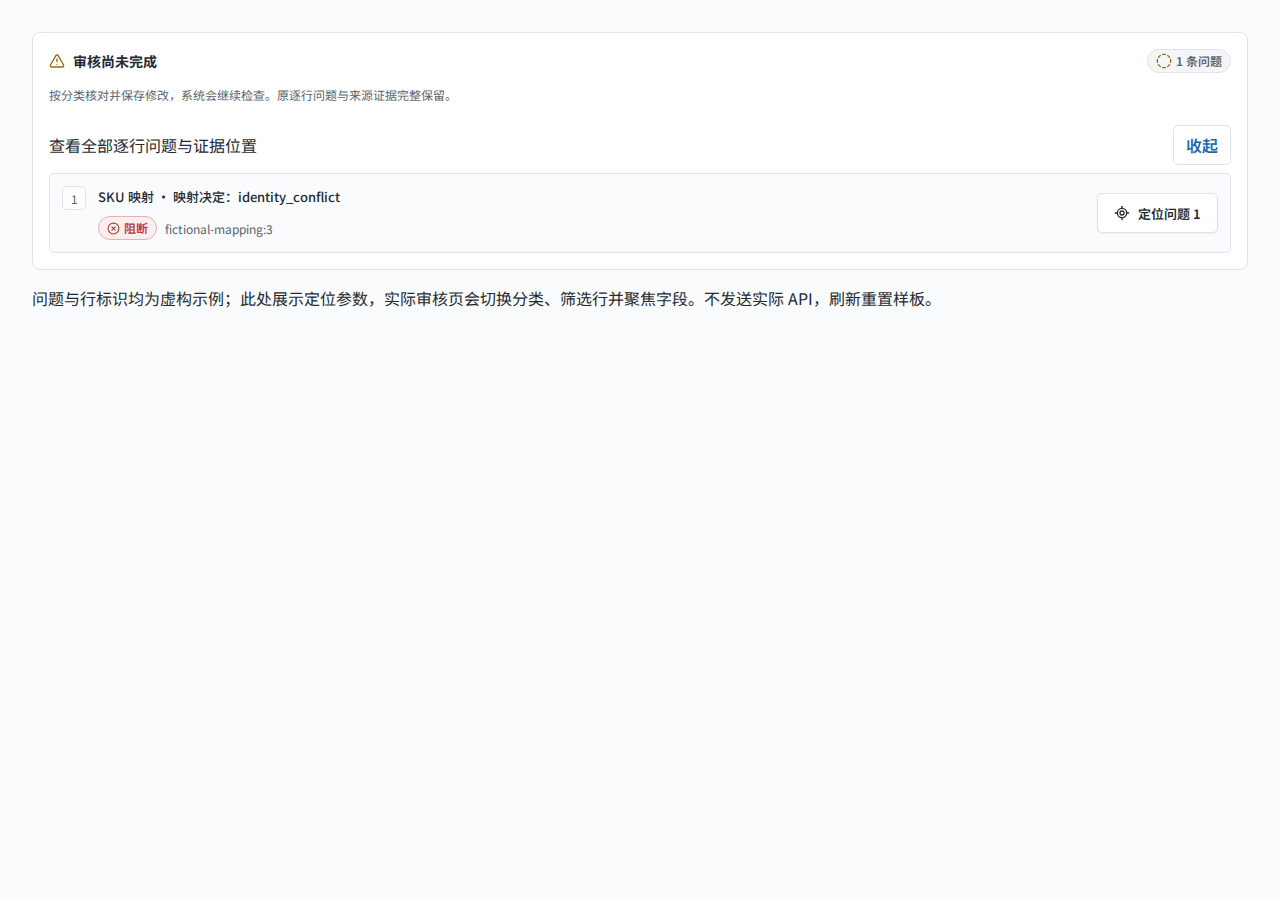 审核尚未完成
1 条问题
按分类核对并保存修改，系统会继续检查。原逐行问题与来源证据完整保留。
查看全部逐行问题与证据位置
收起
1
SKU 映射 · 映射决定：identity_conflict
定位问题 1
阻断
fictional-mapping:3
问题与行标识均为虚构示例；此处展示定位参数，实际审核页会切换分类、筛选行并聚焦字段。不发送实际 API，刷新重置样板。